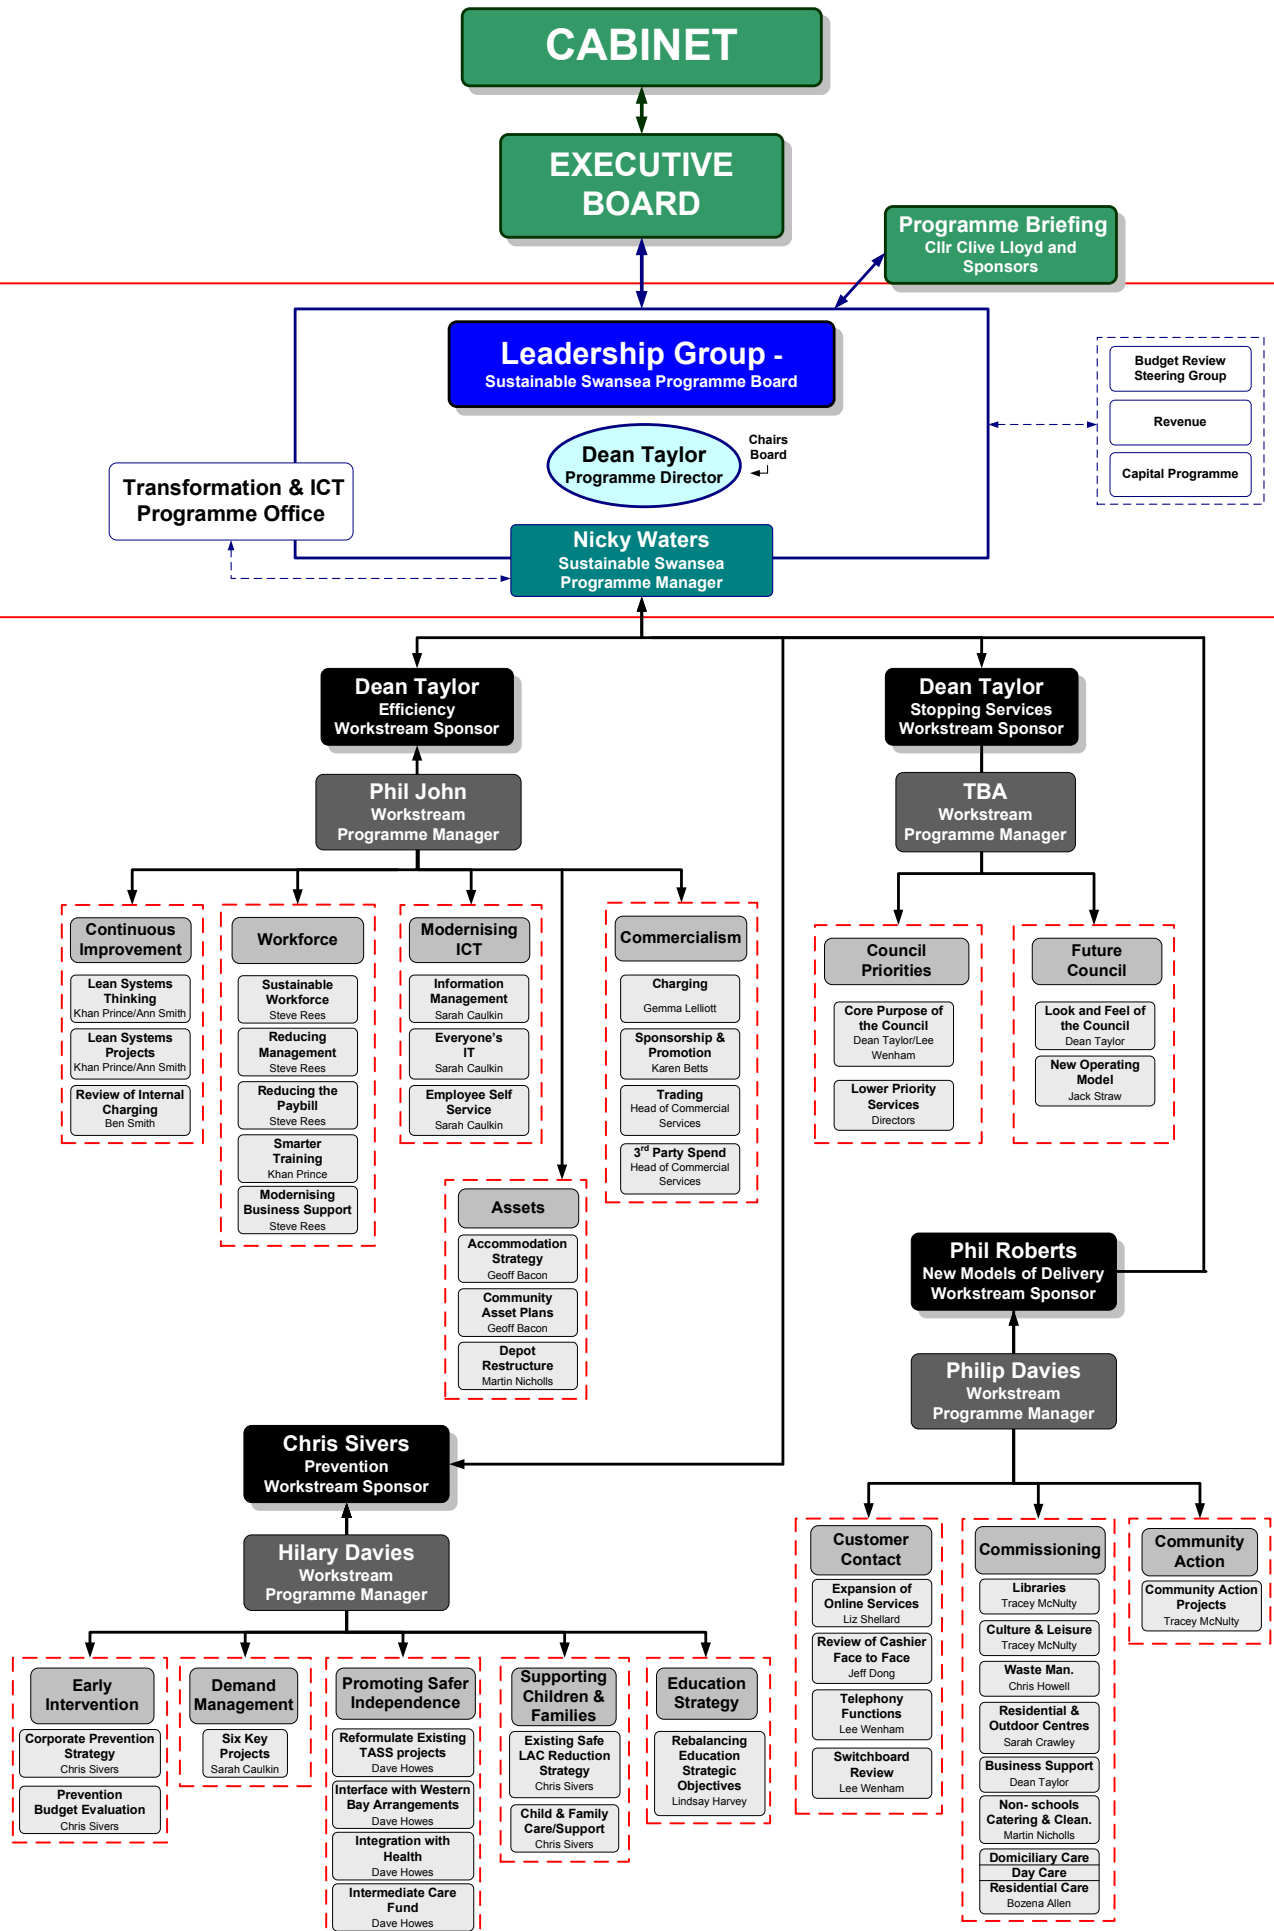 CABINET
EXECUTIVE
BOARD
Programme Briefing
Cllr Clive Lloyd and
Sponsors
Leadership Group -
Sustainable Swansea Programme Board
Budget Review
Steering Group
Revenue
Capital Programme
Dean Taylor
Programme Director
Chairs
Board
Transformation & ICT
Programme Office
Nicky Waters
Sustainable Swansea
Programme Manager
Dean Taylor
Efficiency
Workstream Sponsor
Dean Taylor
Stopping Services
Workstream Sponsor
Phil John
Workstream
Programme Manager
TBA
Workstream
Programme Manager
Continuous
Improvement
Lean Systems
Thinking
Khan Prince/Ann Smith
Lean Systems
Projects
Khan Prince/Ann Smith
Review of Internal
Charging
Ben Smith
Workforce
Sustainable
Workforce
Steve Rees
Reducing
Management
Steve Rees
Reducing the
Paybill
Steve Rees
Smarter
Training
Khan Prince
Modernising
Business Support
Steve Rees
Modernising
ICT
Information
Management
Sarah Caulkin
Everyone's
IT
Sarah Caulkin
Employee Self
Service
Sarah Caulkin
Commercialism
Charging
Gemma Lelliott
Sponsorship &
Promotion
Karen Betts
Trading
Head of Commercial
Services
3rd Party Spend
Head of Commercial
Services
Council
Priorities
Core Purpose of
the Council
Dean Taylor/Lee
Wenham
Lower Priority
Services
Directors
Future
Council
Look and Feel of
the Council
Dean Taylor
New Operating
Model
Jack Straw
Assets
Accommodation
Strategy
Geoff Bacon
Community
Asset Plans
Geoff Bacon
Depot
Restructure
Martin Nicholls
Phil Roberts
New Models of Delivery
Workstream Sponsor
Philip Davies
Workstream
Programme Manager
Chris Sivers
Prevention
Workstream Sponsor
Hilary Davies
Workstream
Programme Manager
Customer
Contact
Expansion of
Online Services
Liz Shellard
Review of Cashier
Face to Face
Jeff Dong
Telephony
Functions
Lee Wenham
Switchboard
Review
Lee Wenham
Commissioning
Libraries
Tracey McNulty
Culture & Leisure
Tracey McNulty
Waste Man.
Chris Howell
Residential &
Outdoor Centres
Sarah Crawley
Business Support
Dean Taylor
Non- schools
Catering & Clean.
Martin Nicholls
Domiciliary Care
Day Care
Residential Care
Bozena Allen
Community
Action
Community Action
Projects
Tracey McNulty
Early
Intervention
Corporate Prevention
Strategy
Chris Sivers
Prevention
Budget Evaluation
Chris Sivers
Demand
Management
Six Key
Projects
Sarah Caulkin
Promoting Safer
Independence
Reformulate Existing
TASS projects
Dave Howes
Interface with Western
Bay Arrangements
Dave Howes
Integration with
Health
Dave Howes
Intermediate Care
Fund
Dave Howes
Supporting
Children &
Families
Existing Safe
LAC Reduction
Strategy
Chris Sivers
Child & Family
Care/Support
Chris Sivers
Education
Strategy
Rebalancing
Education
Strategic
Objectives
Lindsay Harvey